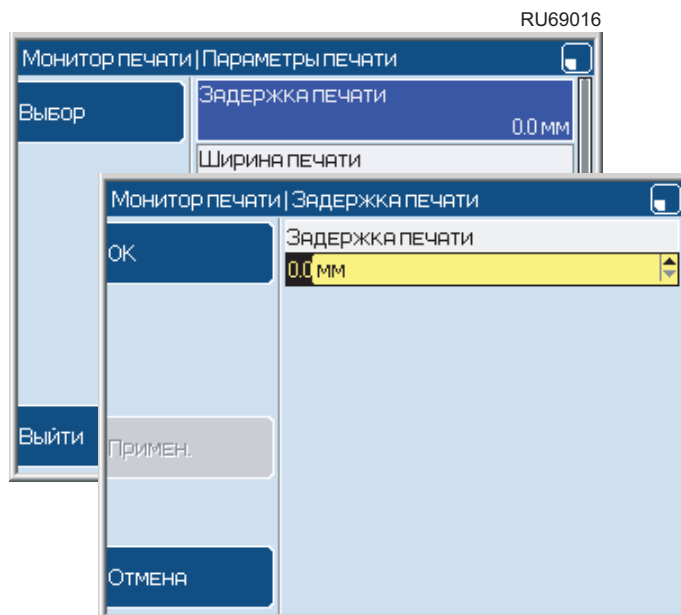 RU69016
Монитор печати|Параметры печати
Выбор
Задержка печати
0.0 мм
Ширина печати
Выйти
Монитор печати|Задержка печати
ОК
Задержка печати
0.0 мм
Примен.
Отмена